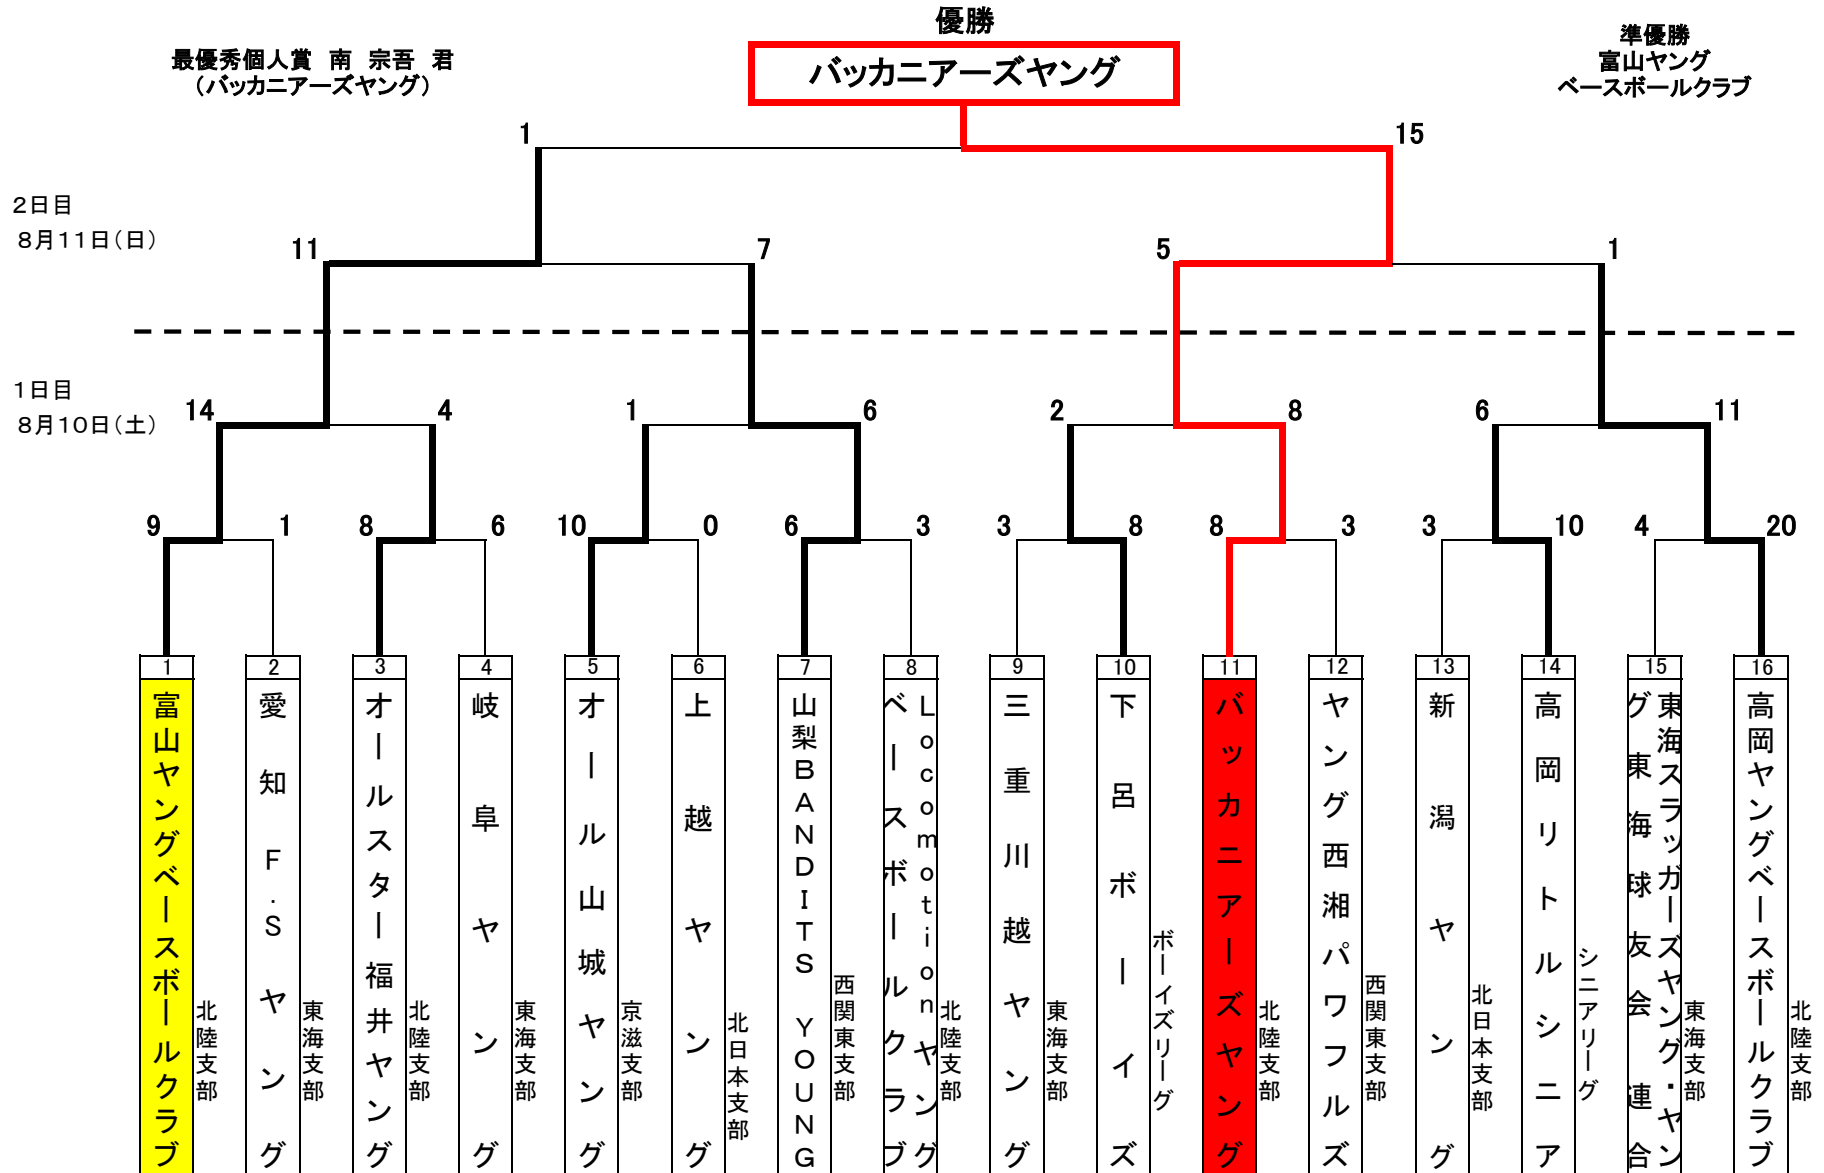 優勝
バッカニアーズヤング
最優秀個人賞　南　宗吾　君
（バッカニアーズヤング）
準優勝
富山ヤング
ベースボールクラブ
1 15
2日目
8月11日（日）
11 7 5 1
1日目
8月10日（土）
14 4 1 6 2 8 6 11
9 1 8 6 10 0 6 3 3 8 8 3 3 10 4 20
1 2 3 4 5 6 7 8 9 10 11 12 13 14 15 16
富山ヤングベースボールクラブ
北陸支部
愛知F.Sヤング
東海支部
オールスター福井ヤング
北陸支部
岐阜ヤング
東海支部
オール山城ヤング
京滋支部
上越ヤング
北日本支部
山梨BANDITS　YOUNG
西関東支部
Locomotionヤング
ベースボールクラブ
北陸支部
三重川越ヤング
東海支部
下呂ボーイズ
ボーイズリーグ
バッカニアーズヤング
北陸支部
ヤング西湘パワフルズ
西関東支部
新潟ヤング
北日本支部
高岡リトルシニア
シニアリーグ
東海スラッガーズヤング・ヤン
グ東海球友会連合
東海支部
高岡ヤングベースボールクラブ
北陸支部